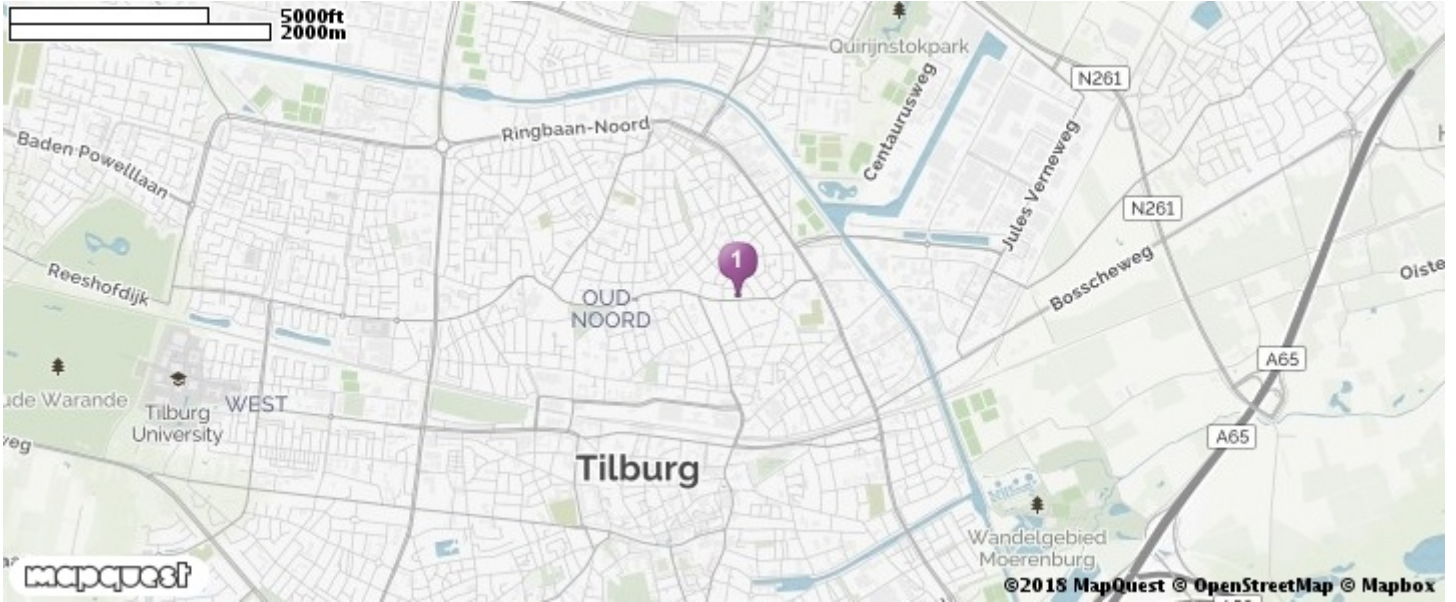 5000ft
2000m
Quirijnstokpark
N261
Centaurusweg
Ringbaan-Noord
Baden Powelllaan
Jules Verneweg
N261
Reeshofdijk
1
Bosscheweg
Oiste
OUD-
NOORD
A65
ude Warande
WEST
Tilburg
University
A65
veg
Tilburg
Wandelgebied
Moerenburg
mapquest
©2018 MapQuest © OpenStreetMap © Mapbox